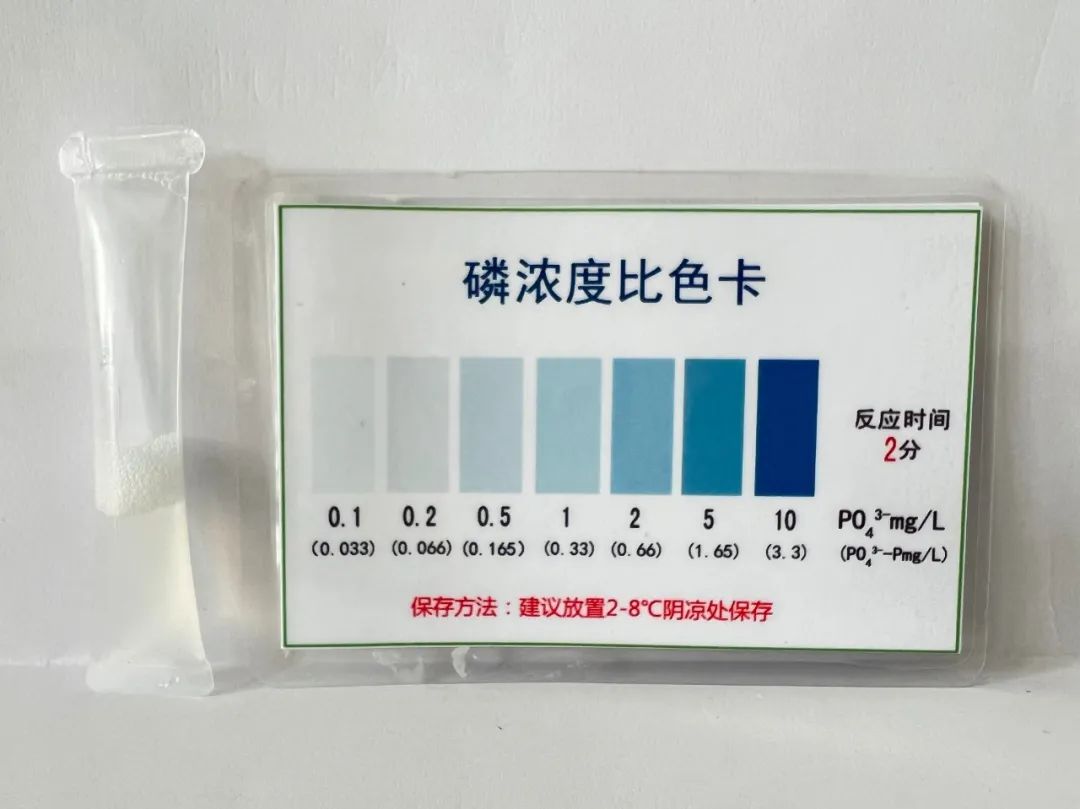 磷浓度比色卡
反应时间
2分
0.1 0.2 0.5 1 2 5 10 PO₄³⁻mg/L
(0.033) (0.066) (0.165) (0.33) (0.66) (1.65) (3.3) (PO₄³⁻-Pmg/L)
保存方法：建议放置2-8℃阴凉处保存